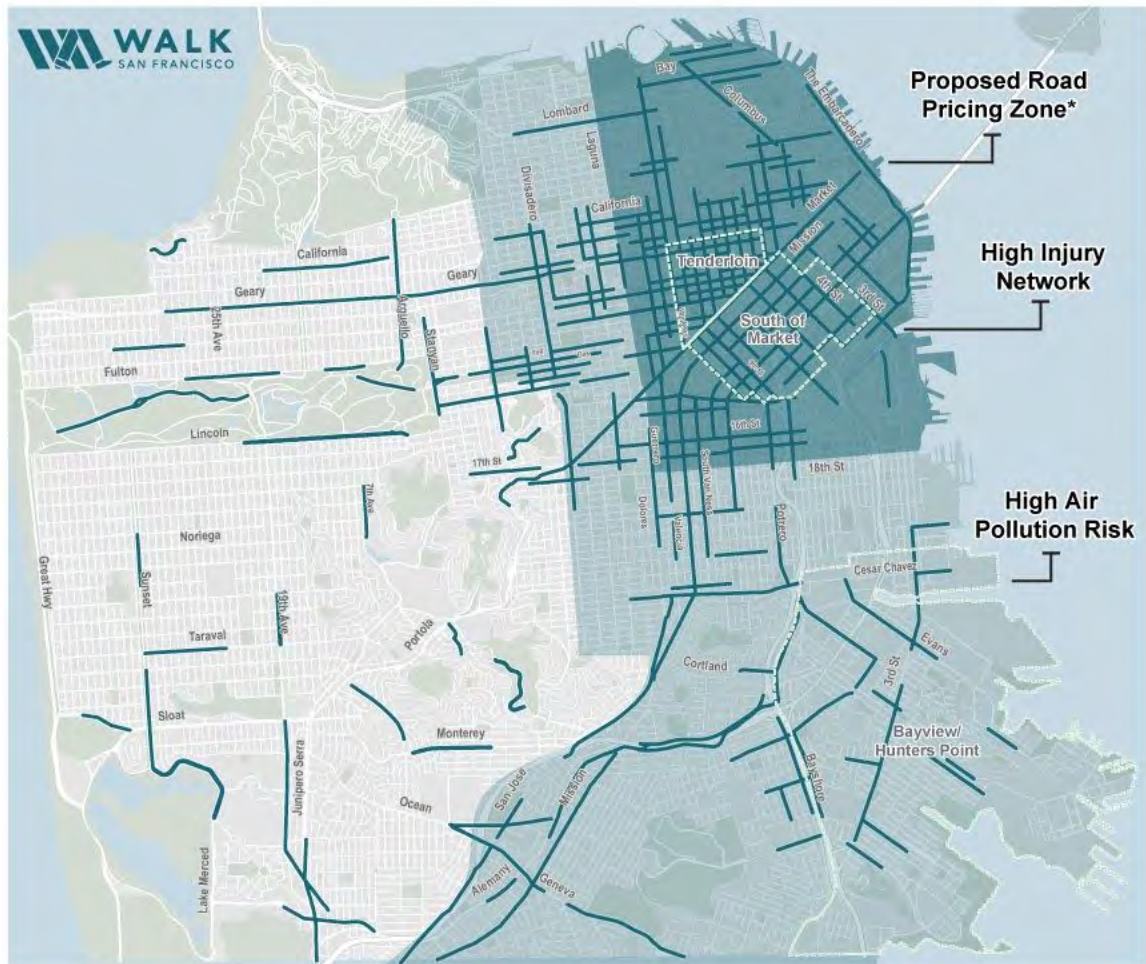 WALK
SAN FRANCISCO
Proposed Road
Pricing Zone*
High Injury
Network
High Air
Pollution Risk
Bay
Columbus
The Embarcadero
Lombard
Laguna
Divisadero
California
Market
Mission
Tenderloin
4th St
3rd St
South of
Market
California
Geary
Geary
25th Ave
Arguello
Stanyan
Fulton
Lincoln
16th St
17th St
18th St
Guerrero
South Van Ness
Dolores
Valencia
Potrero
7th Ave
Noriega
Great Hwy
Sunset
19th Ave
Taraval
Portola
Cesar Chavez
Evans
3rd St
Cortland
Sloat
Monterey
Bayview/
Hunters Point
Junipero Serra
San Jose
Mission
Bayshore
Ocean
Alemany
Geneva
Lake Merced